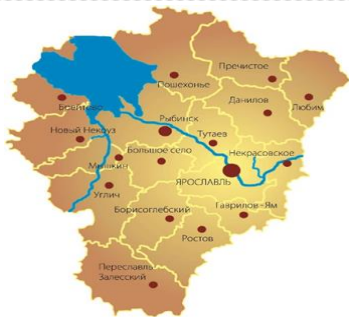 Пречистое
Пошехонье
Данилов
Любим
Брейтово
Рыбинск
Новый Некоуз
Тутаев
Большое село
Некрасовское
Мышкин
ЯРОСЛАВЛЬ
Углич
Борисоглебский
Гаврилов-Ям
Ростов
Переславль
Залесский